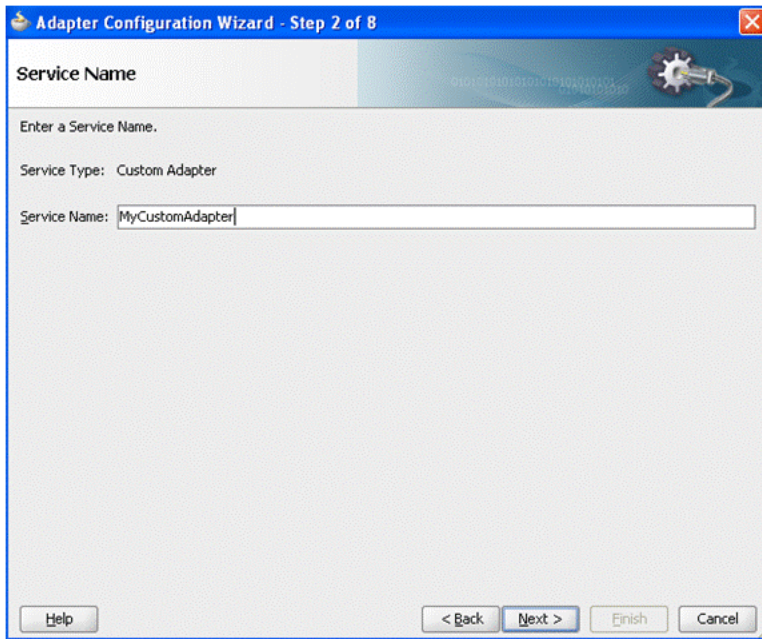 Adapter Configuration Wizard - Step 2 of 8
Service Name
Enter a Service Name.
Service Type: Custom Adapter
Service Name: MyCustomAdapter
Help < Back Next > Finish Cancel